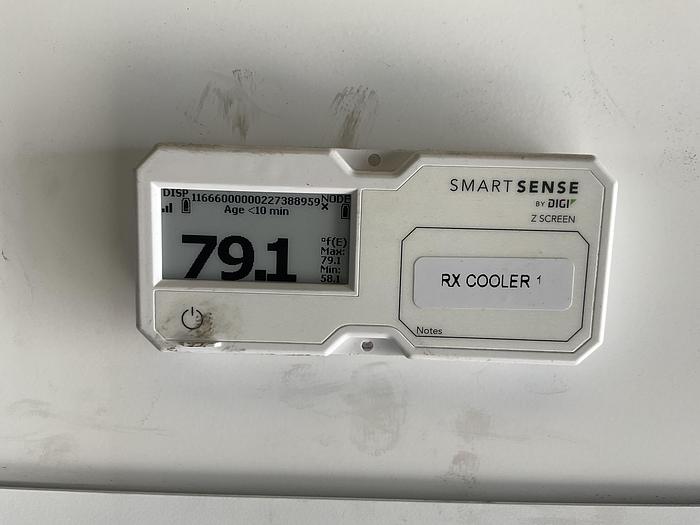 DISP 11666000000227388959 NODE
Age <10 min
79.1
°f(E)
Max:
79.1
Min:
58.1
SMARTSENSE
BY DIGI
Z SCREEN
RX COOLER 1
Notes